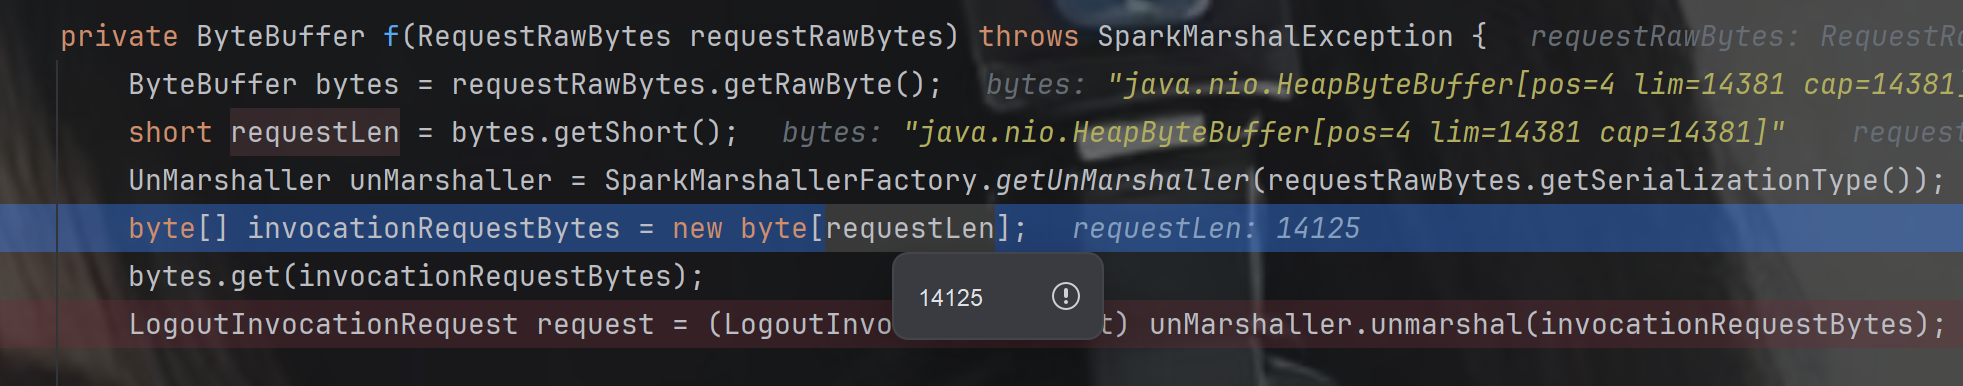 private ByteBuffer f(RequestRawBytes requestRawBytes) throws SparkMarshalException {   requestRawBytes: RequestRa
ByteBuffer bytes = requestRawBytes.getRawByte();   bytes: "java.nio.HeapByteBuffer[pos=4 lim=14381 cap=14381]
short requestLen = bytes.getShort();   bytes: "java.nio.HeapByteBuffer[pos=4 lim=14381 cap=14381]"   request
UnMarshaller unMarshaller = SparkMarshallerFactory.getUnMarshaller(requestRawBytes.getSerializationType());
byte[] invocationRequestBytes = new byte[requestLen];   requestLen: 14125
bytes.get(invocationRequestBytes);
14125
LogoutInvocationRequest request = (LogoutInvo t) unMarshaller.unmarshal(invocationRequestBytes);